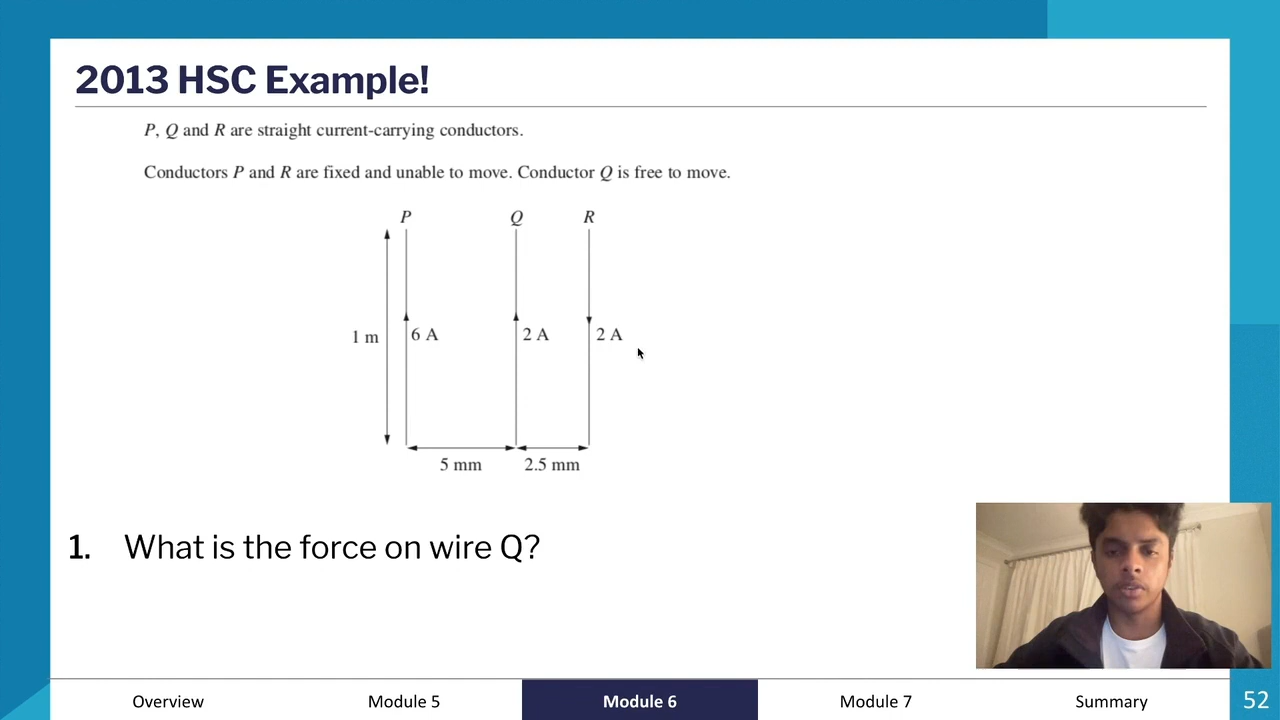 2013 HSC Example!
P, Q and R are straight current-carrying conductors.
Conductors P and R are fixed and unable to move. Conductor Q is free to move.
P Q R
1 m 6 A 2 A 2 A
5 mm 2.5 mm
1. What is the force on wire Q?
Overview Module 5 Module 6 Module 7 Summary 52